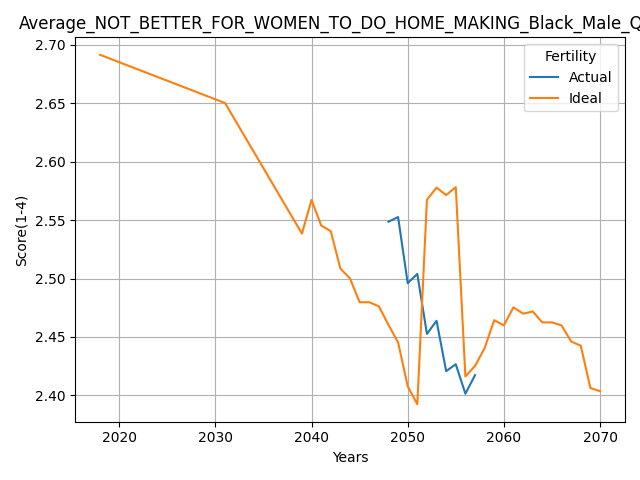 Average_NOT_BETTER_FOR_WOMEN_TO_DO_HOME_MAKING_Black_Male_Q
Fertility
Actual
Ideal
Score(1-4)
2.70
2.65
2.60
2.55
2.50
2.45
2.40
2020 2030 2040 2050 2060 2070
Years